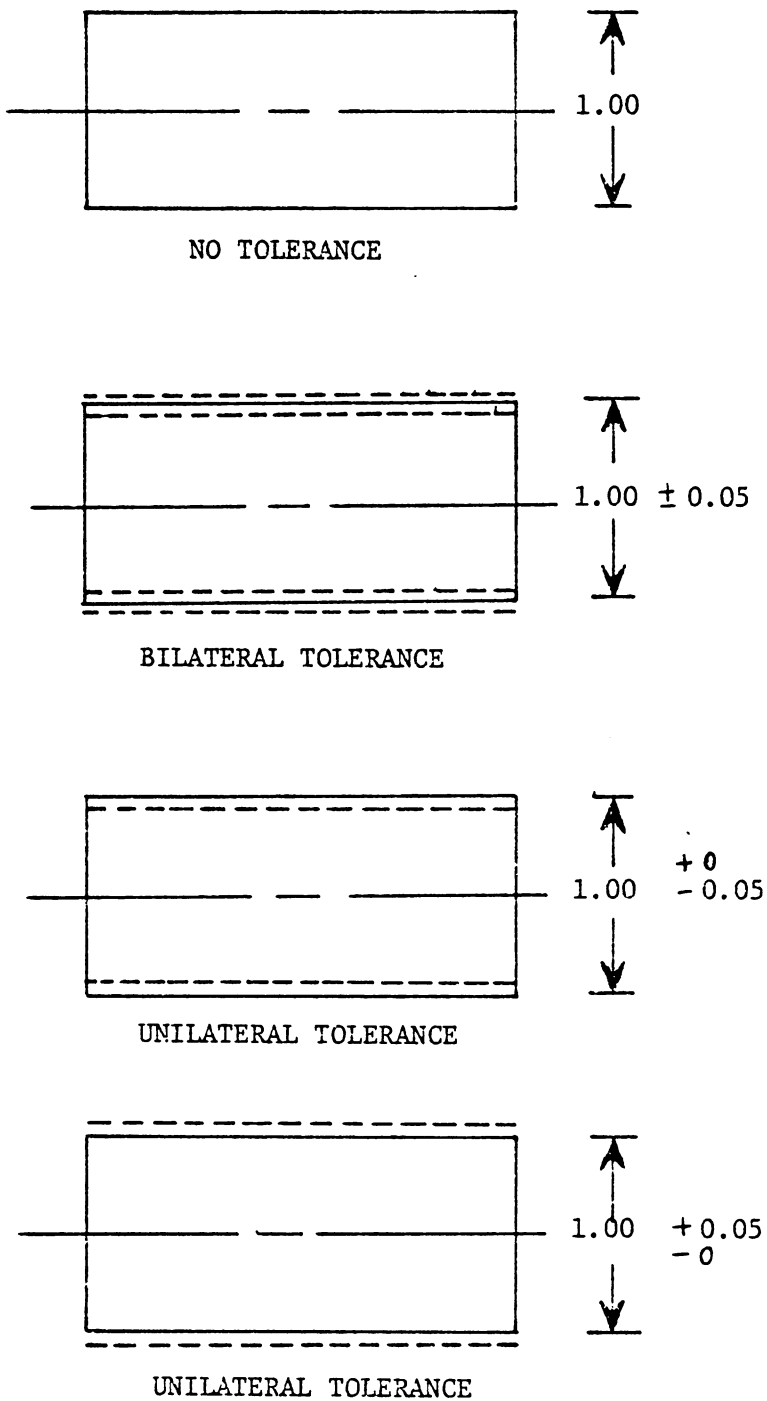 1.00
NO TOLERANCE
1.00 ± 0.05
BILATERAL TOLERANCE
+ 0
1.00 - 0.05
UNILATERAL TOLERANCE
1.00 + 0.05
- 0
UNILATERAL TOLERANCE